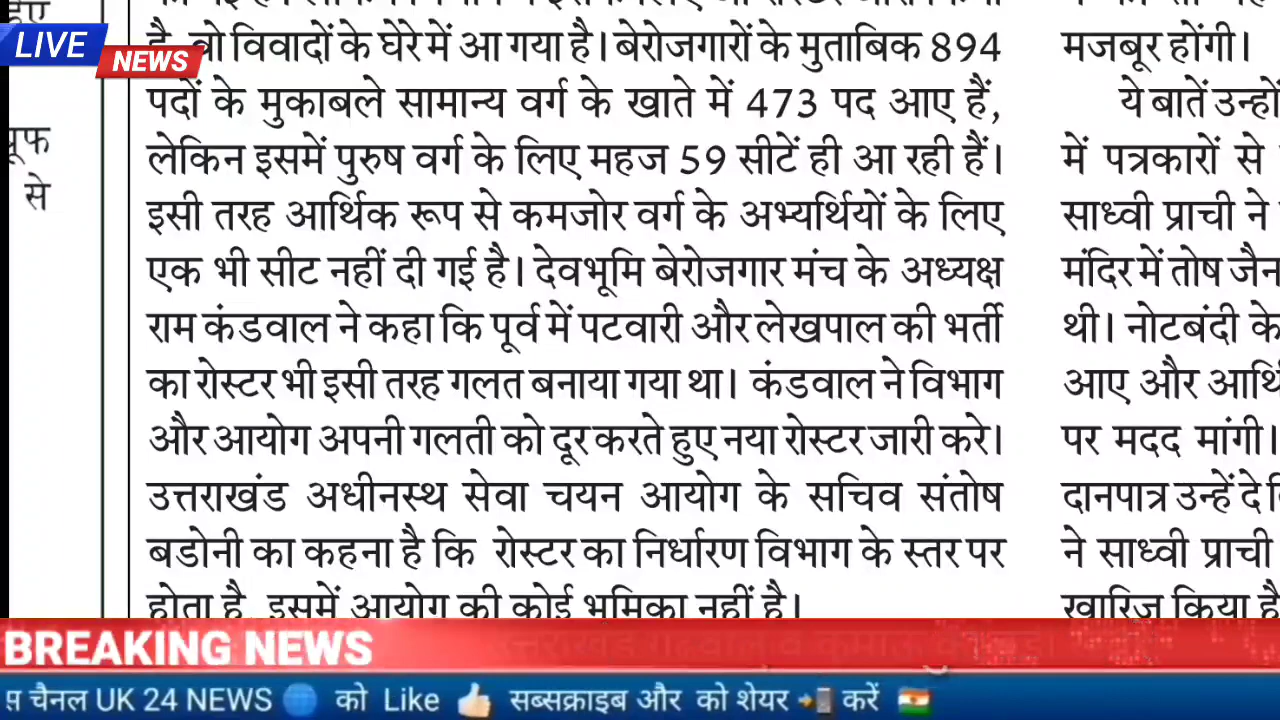 LIVE
NEWS
से
वो विवादों के घेरे में आ गया है। बेरोजगारों के मुताबिक 894
पदों के मुकाबले सामान्य वर्ग के खाते में 473 पद आए हैं,
लेकिन इसमें पुरुष वर्ग के लिए महज 59 सीटें ही आ रही हैं।
इसी तरह आर्थिक रूप से कमजोर वर्ग के अभ्यर्थियों के लिए
एक भी सीट नहीं दी गई है। देवभूमि बेरोजगार मंच के अध्यक्ष
राम कंडवाल ने कहा कि पूर्व में पटवारी और लेखपाल की भर्ती
का रोस्टर भी इसी तरह गलत बनाया गया था। कंडवाल ने विभाग
और आयोग अपनी गलती को दूर करते हुए नया रोस्टर जारी करे।
उत्तराखंड अधीनस्थ सेवा चयन आयोग के सचिव संतोष
बडोनी का कहना है कि रोस्टर का निर्धारण विभाग के स्तर पर
होता है, इसमें आयोग की कोई भूमिका नहीं है।
मजबूर होंगी।
ये बातें उन्हों
में पत्रकारों से
साध्वी प्राची ने
मंदिर में तोष जैन
थी। नोटबंदी के
आए और आर्थि
पर मदद मांगी।
दानपात्र उन्हें दे
ने साध्वी प्राची
खारिज किया है
BREAKING NEWS
चैनल UK 24 NEWS को Like सब्सक्राइब और को शेयर करें